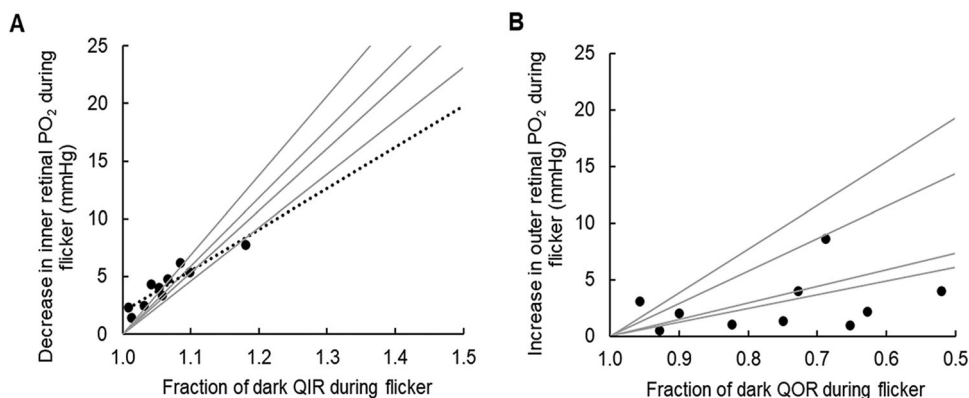 A
Decrease in inner retinal PO₂ during
flicker (mmHg)
25
20
15
10
5
0
1.0 1.1 1.2 1.3 1.4 1.5
Fraction of dark QIR during flicker
B
Increase in outer retinal PO₂ during
flicker (mmHg)
25
20
15
10
5
0
1.0 0.9 0.8 0.7 0.6 0.5
Fraction of dark QOR during flicker